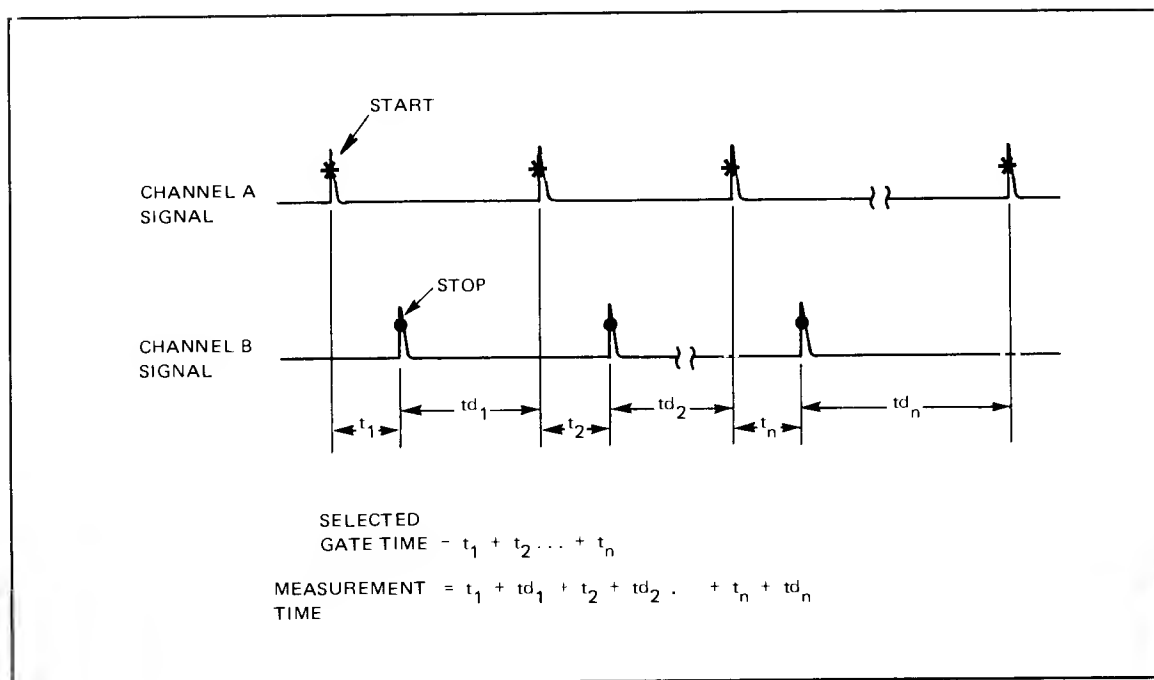 START
CHANNEL A
SIGNAL
STOP
CHANNEL B
SIGNAL
t₁ td₁ t₂ td₂ tₙ tdₙ
SELECTED
GATE TIME = t₁ + t₂ . . . + tₙ
MEASUREMENT = t₁ + td₁ + t₂ + td₂ . + tₙ + tdₙ
TIME